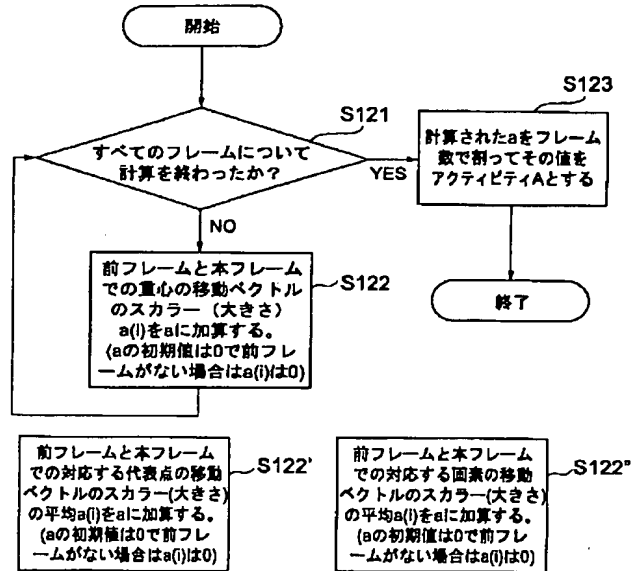 開始
S121
すべてのフレームについて
計算を終わったか?
YES
NO
S123
計算されたaをフレーム
数で割ってその値を
アクティビティAとする
終了
S122
前フレームと本フレーム
での重心の移動ベクトル
のスカラー（大きさ）
a(i)をaに加算する。
(aの初期値は0で前フレ
ームがない場合はa(i)は0)
前フレームと本フレーム
での対応する代表点の移動
ベクトルのスカラー(大きさ)
の平均a(i)をaに加算する。
(aの初期値は0で前フレ
ームがない場合はa(i)は0)
S122'
前フレームと本フレーム
での対応する画素の移動
ベクトルのスカラー(大きさ)
の平均a(i)をaに加算する。
(aの初期値は0で前フレ
ームがない場合はa(i)は0)
S122"